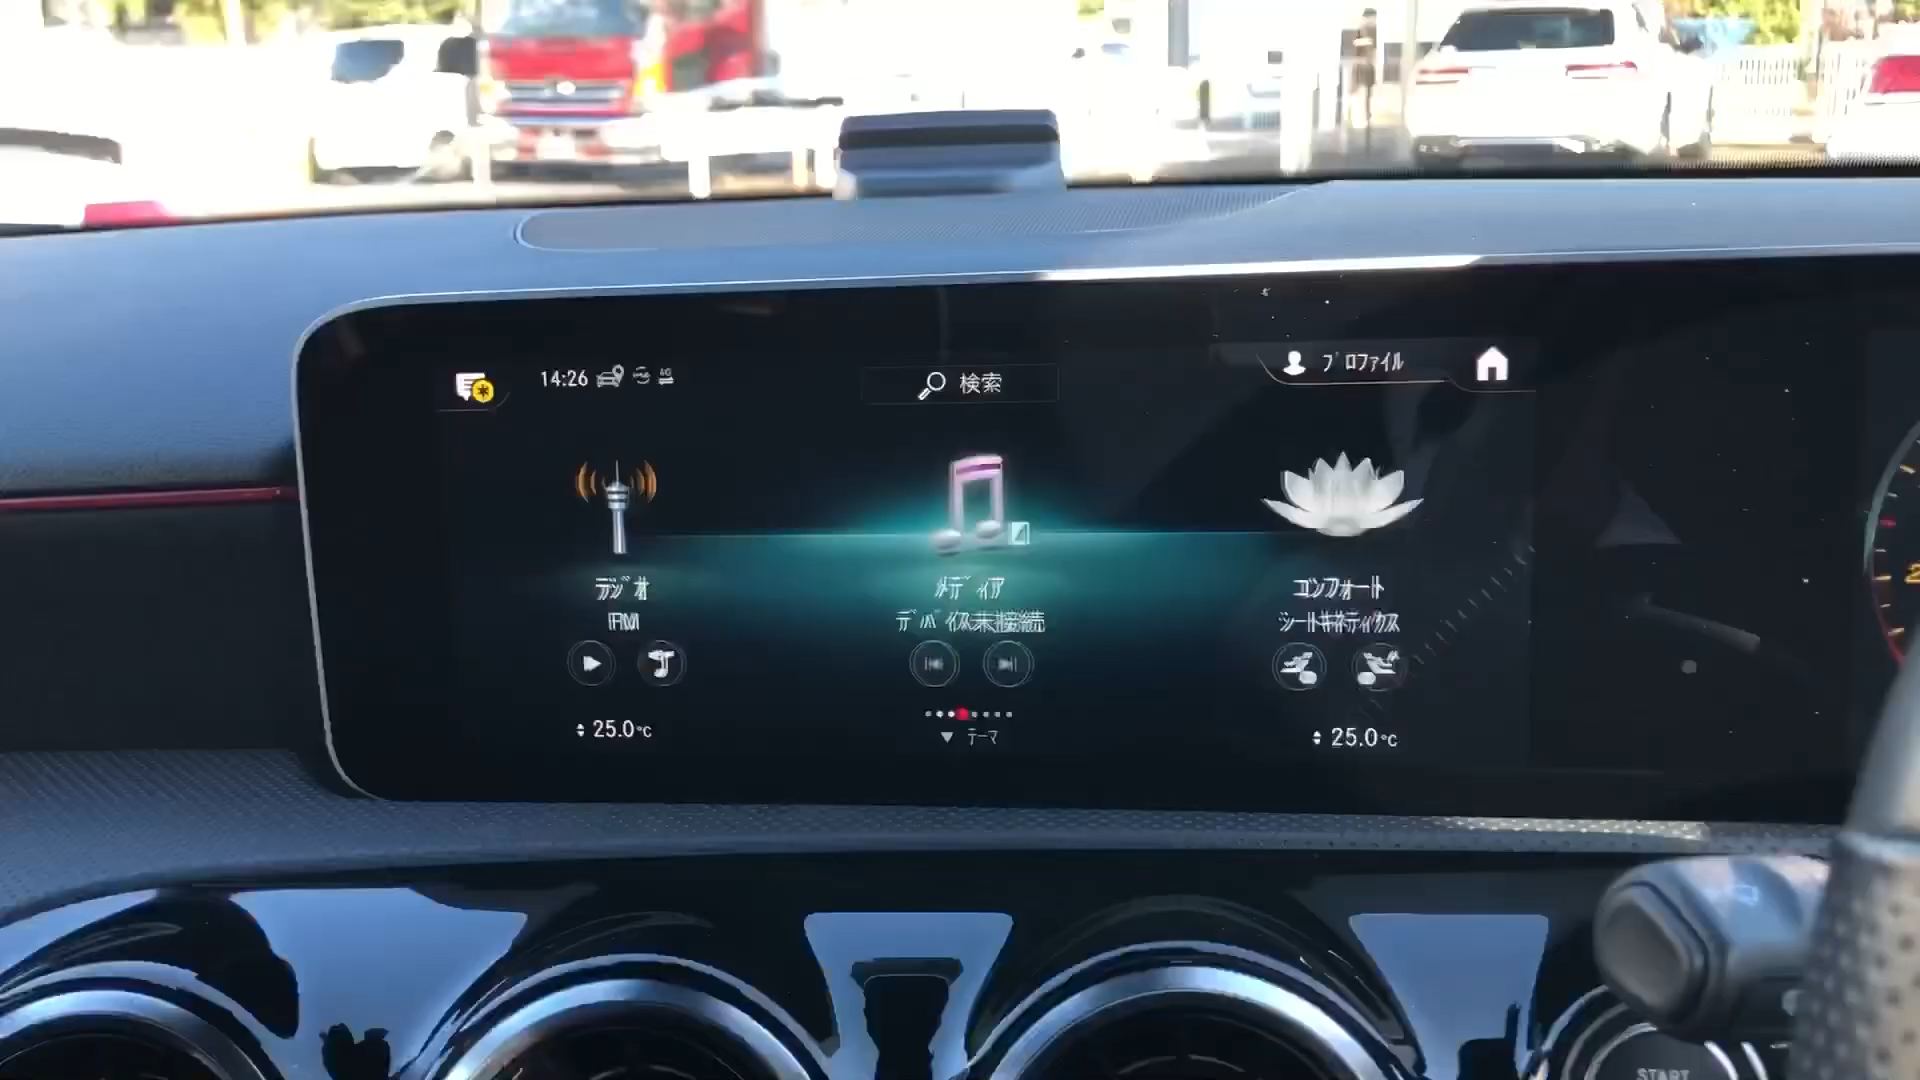 14:26
検索
プロファイル
ラジオ
メディア
デバイス未接続
コンフォート
シートキネティクス
25.0℃
テーマ
25.0℃
START